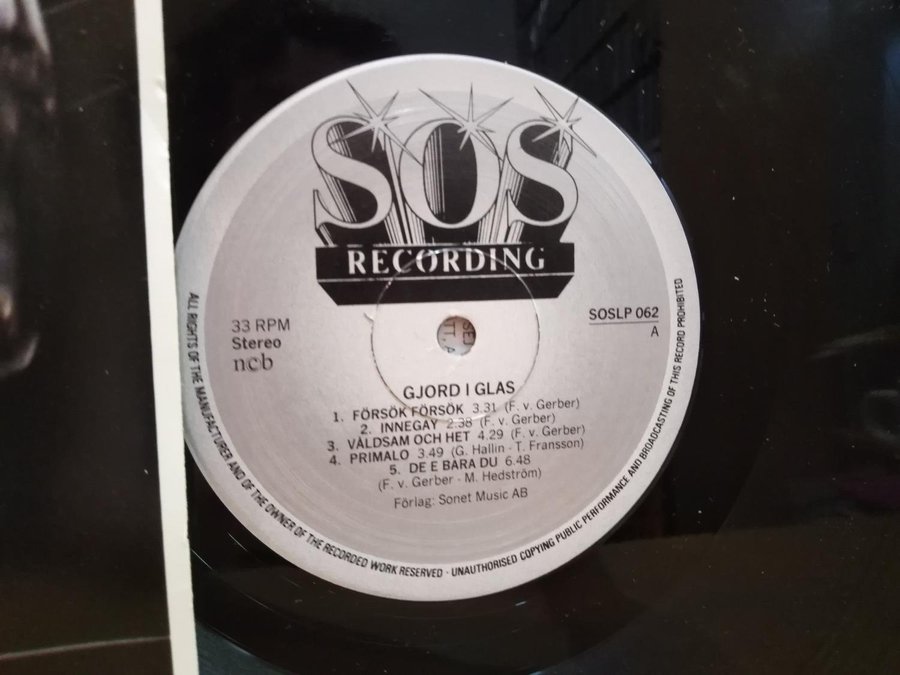 SOS
RECORDING
33 RPM
Stereo
ncb
SOSLP 062
A
GJORD I GLAS
1. FÖRSÖK FÖRSÖK 3.31 (F. v. Gerber)
2. INNEGAY 2.38 (F. v. Gerber)
3. VÅLDSAM OCH HET 4.29 (F. v. Gerber)
4. PRIMALO 3.49 (G. Hallin · T. Fransson)
5. DE E BARA DU 6.48
(F. v. Gerber · M. Hedström)
Förlag: Sonet Music AB
ALL RIGHTS OF THE MANUFACTURER AND OF THE OWNER OF THE RECORDED WORK RESERVED · UNAUTHORISED COPYING PUBLIC PERFORMANCE AND BROADCASTING OF THIS RECORD PROHIBITED